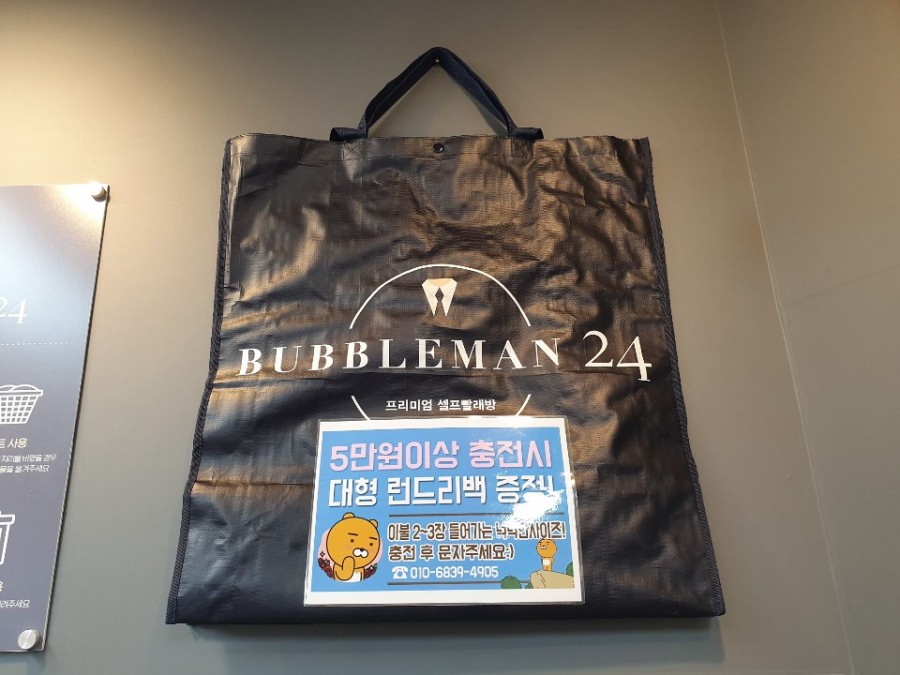 BUBBLEMAN 24
프리미엄 셀프빨래방
5만원이상 충전시
대형 런드리백 증정!
이불 2~3장 들어가는 넉넉한사이즈!
충전 후 문자주세요:)
☎010-6839-4905
24
트 사용